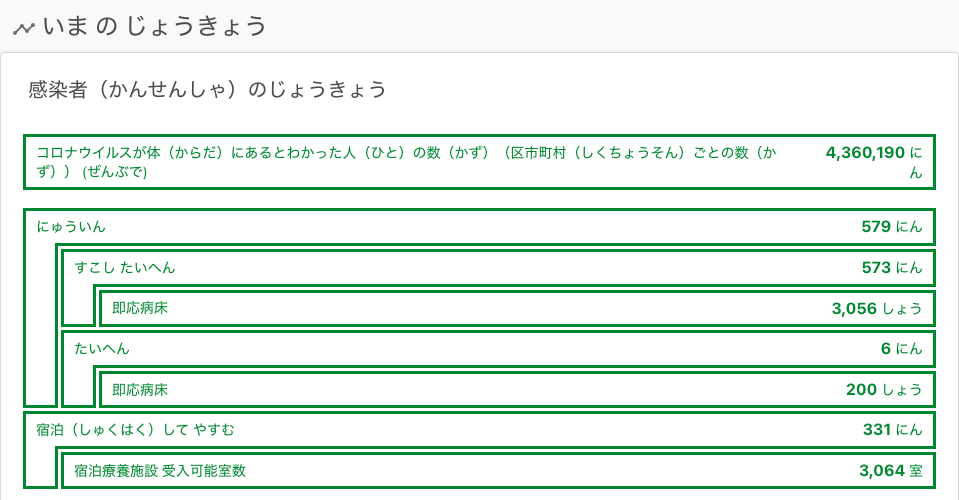 いま の じょうきょう
感染者（かんせんしゃ）のじょうきょう
コロナウイルスが体（からだ）にあるとわかった人（ひと）の数（かず）（区市町村（しくちょうそん）ごとの数（か
ず））(ぜんぶで)
4,360,190 に
ん
にゅういん 579 にん
すこし たいへん 573 にん
即応病床 3,056 しょう
たいへん 6 にん
即応病床 200 しょう
宿泊（しゅくはく）して やすむ 331 にん
宿泊療養施設 受入可能室数 3,064 室